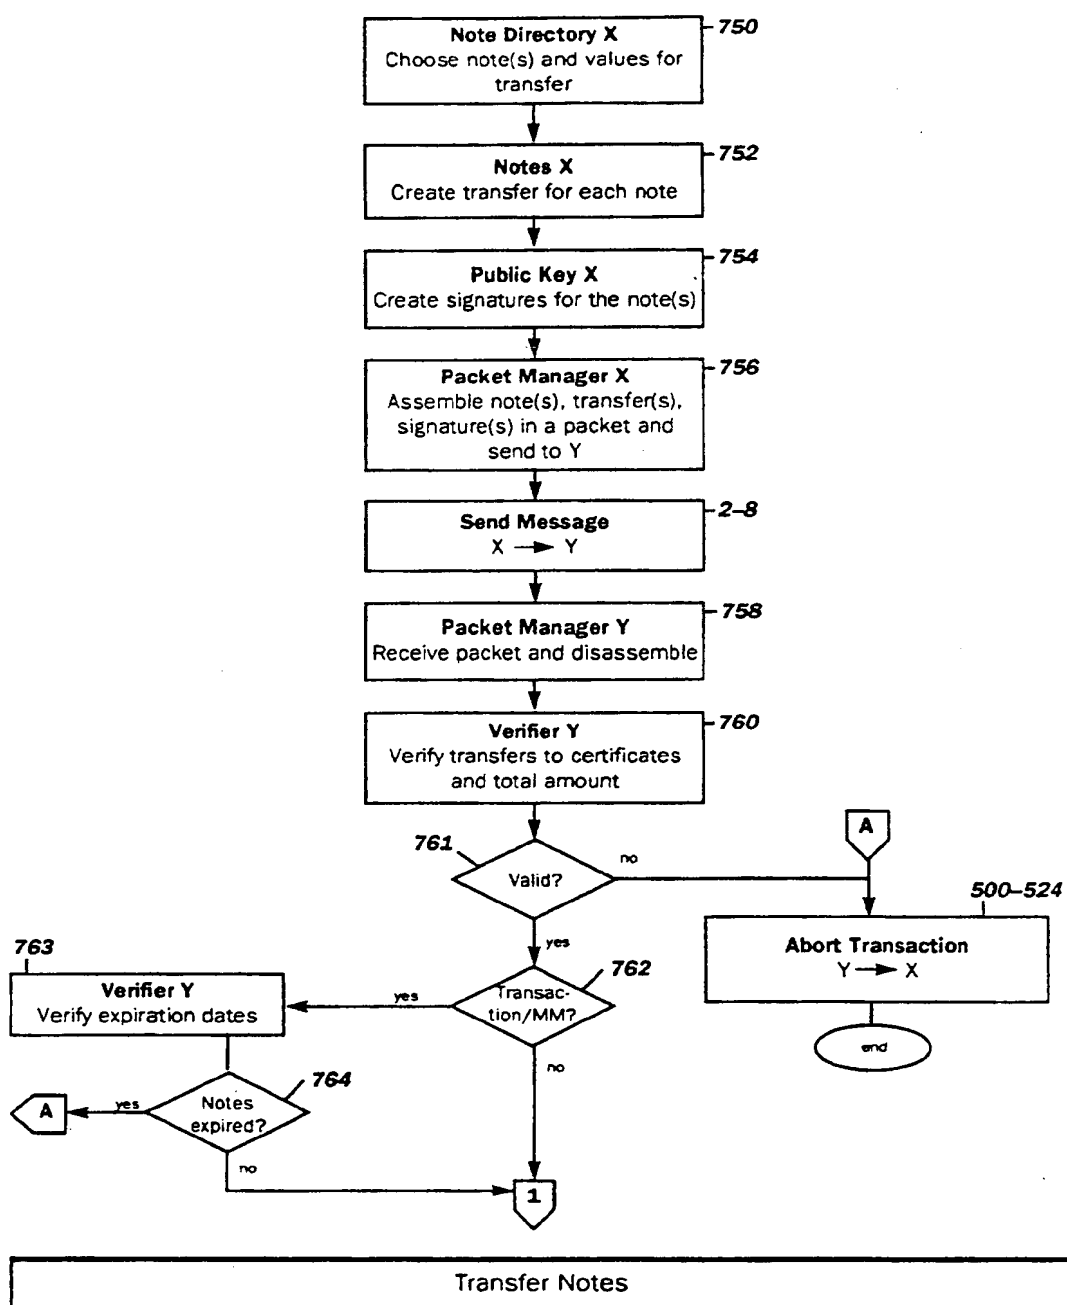 750
Note Directory X
Choose note(s) and values for
transfer
752
Notes X
Create transfer for each note
754
Public Key X
Create signatures for the note(s)
756
Packet Manager X
Assemble note(s), transfer(s),
signature(s) in a packet and
send to Y
2–8
Send Message
X Y
758
Packet Manager Y
Receive packet and disassemble
760
Verifier Y
Verify transfers to certificates
and total amount
A
761
Valid?
no
yes
500–524
Abort Transaction
Y X
end
762
Transac-
tion/MM?
yes
no
763
Verifier Y
Verify expiration dates
764
Notes
expired?
yes
A
no
1
Transfer Notes